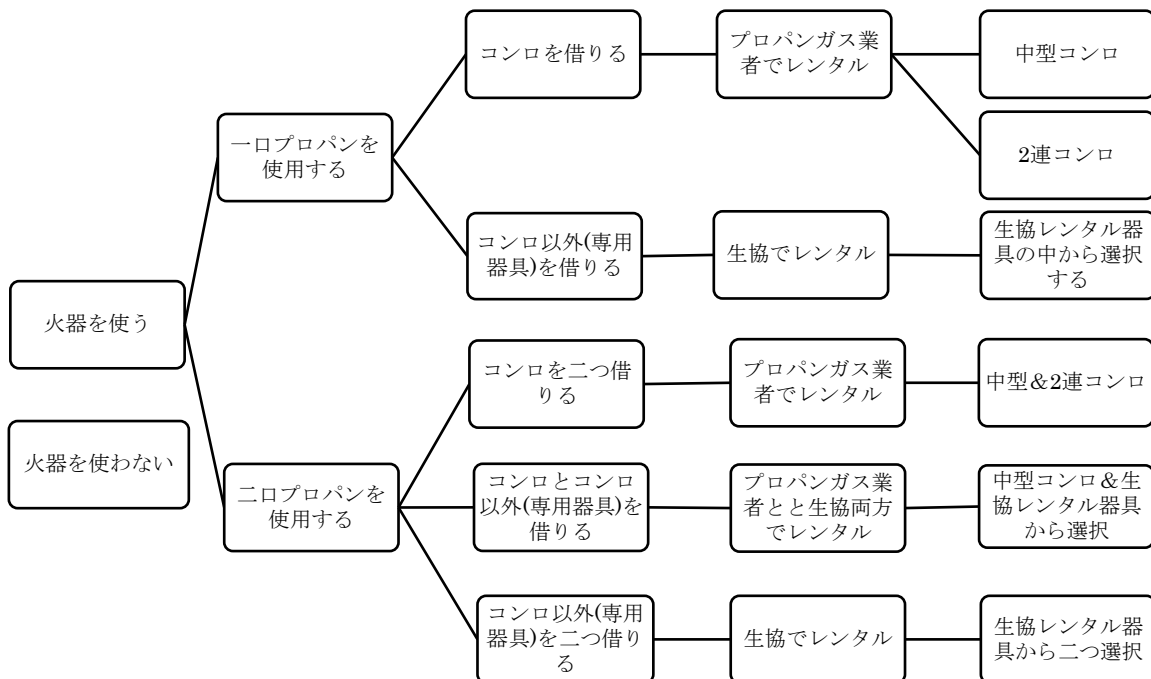 コンロを借りる
プロパンガス業
者でレンタル
中型コンロ
一口プロパンを
使用する
2連コンロ
コンロ以外(専用
器具)を借りる
生協でレンタル
生協レンタル器
具の中から選択
する
火器を使う
コンロを二つ借
りる
プロパンガス業
者でレンタル
中型&2連コンロ
火器を使わない
二口プロパンを
使用する
コンロとコンロ
以外(専用器具)を
借りる
プロパンガス業
者とと生協両方
でレンタル
中型コンロ&生
協レンタル器具
から選択
コンロ以外(専用
器具)を二つ借り
る
生協でレンタル
生協レンタル器
具から二つ選択